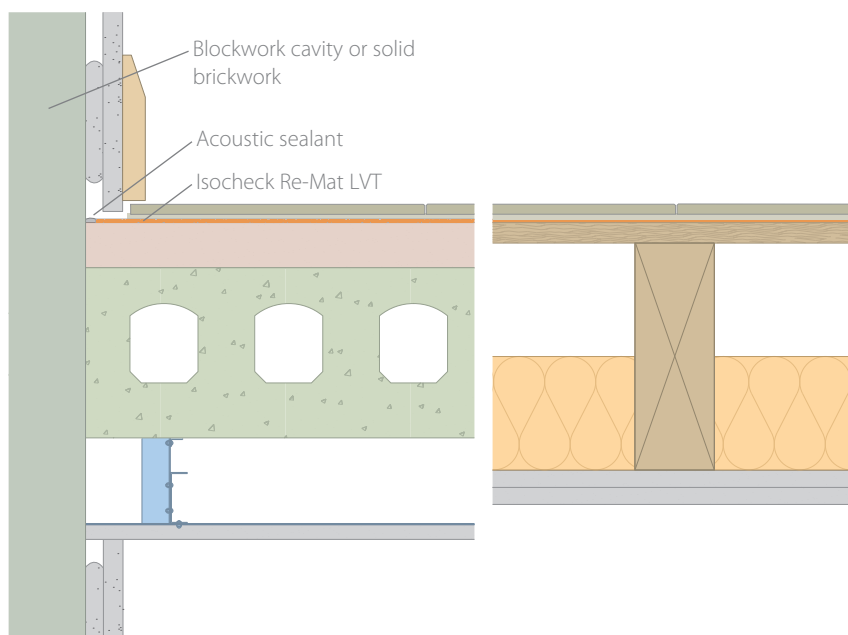 Blockwork cavity or solid
brickwork
Acoustic sealant
Isocheck Re-Mat LVT